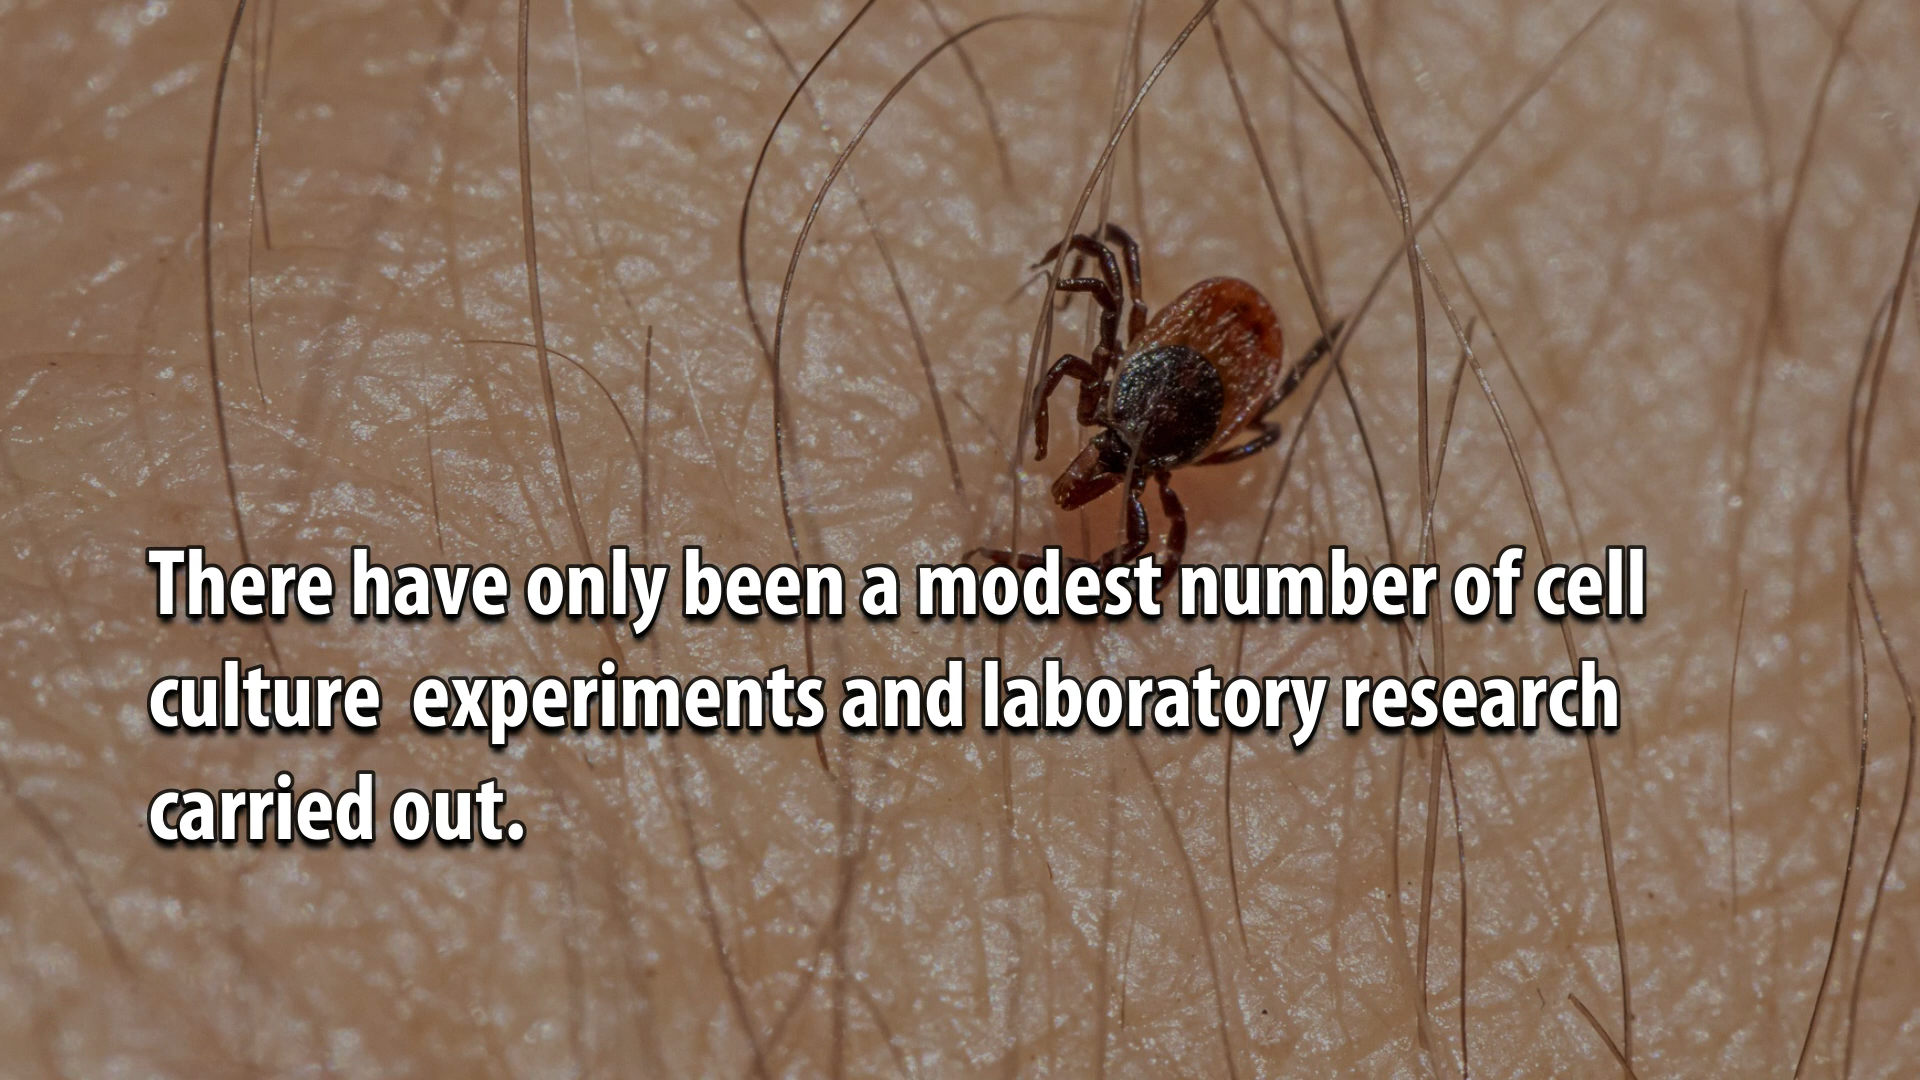 There have only been a modest number of cell
culture  experiments and laboratory research
carried out.